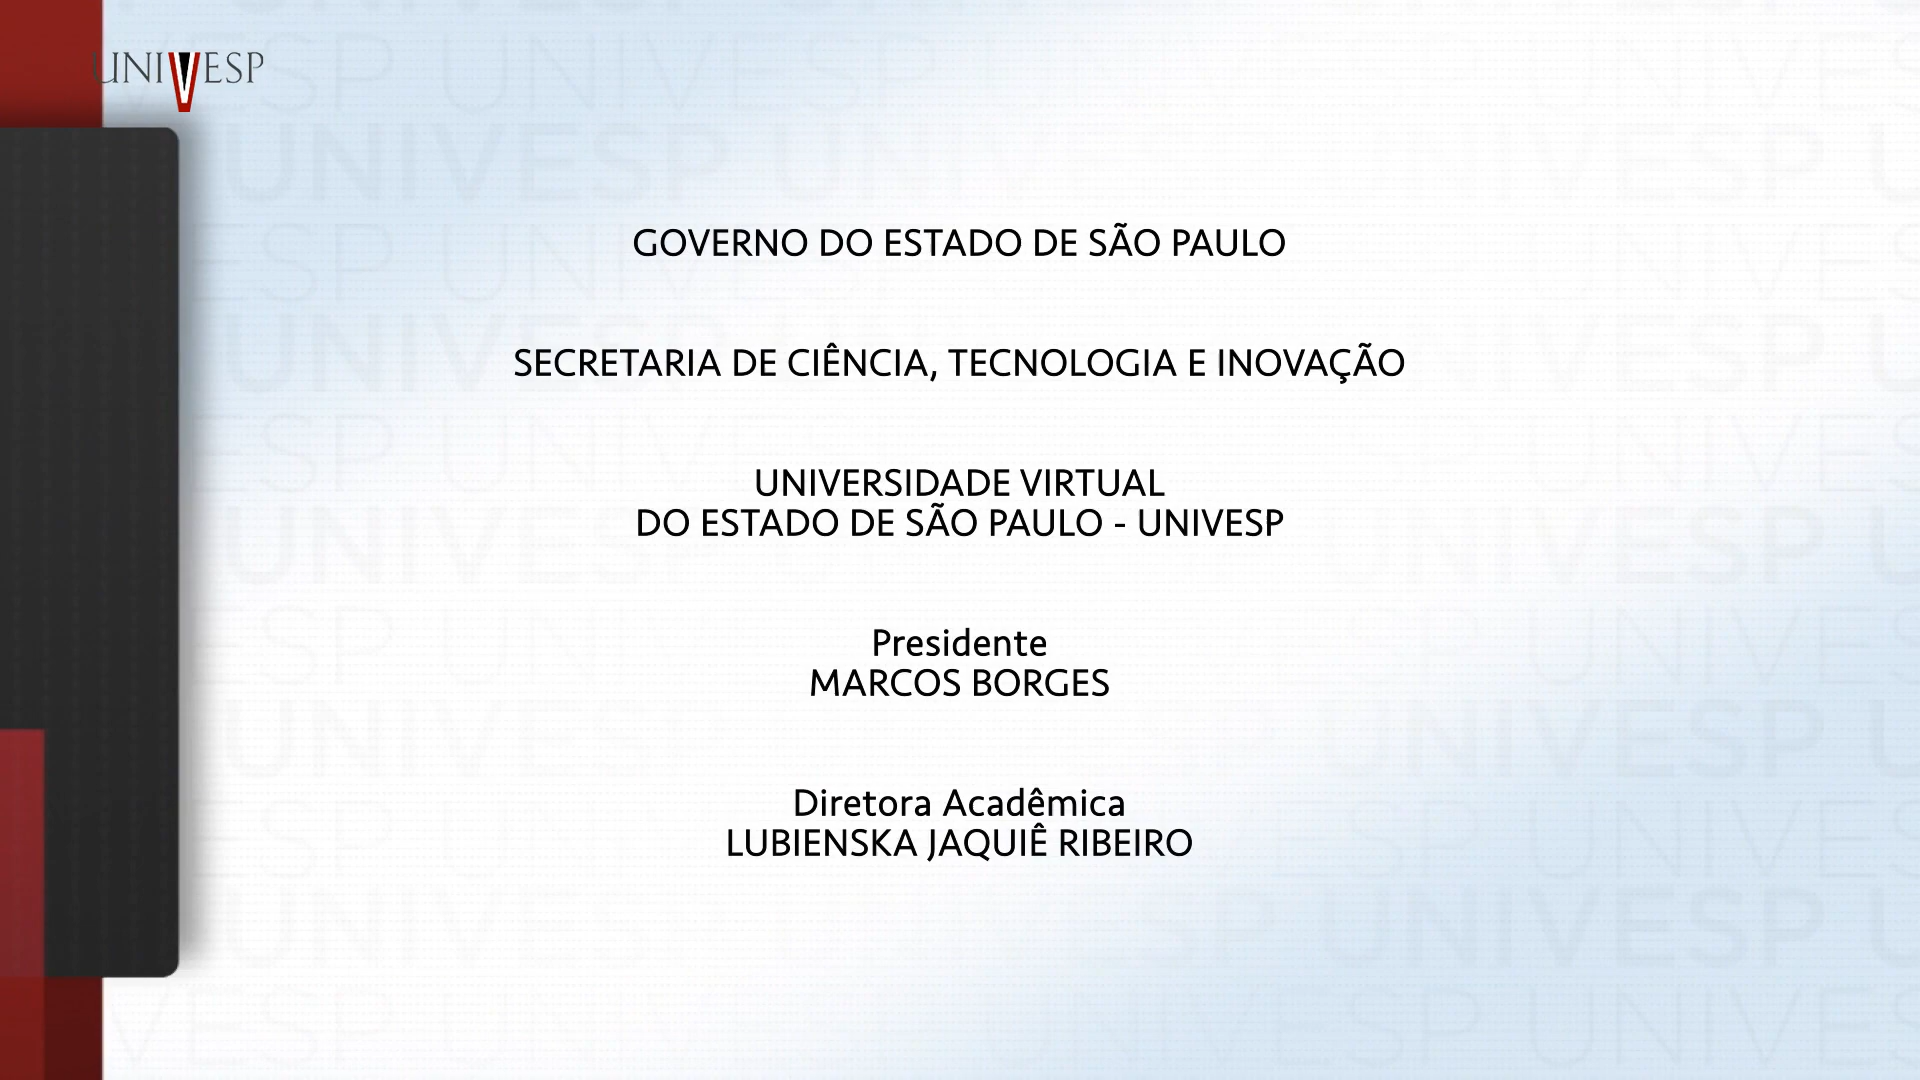 UNIVESP
GOVERNO DO ESTADO DE SÃO PAULO
SECRETARIA DE CIÊNCIA, TECNOLOGIA E INOVAÇÃO
UNIVERSIDADE VIRTUAL
DO ESTADO DE SÃO PAULO - UNIVESP
Presidente
MARCOS BORGES
Diretora Acadêmica
LUBIENSKA JAQUIÊ RIBEIRO